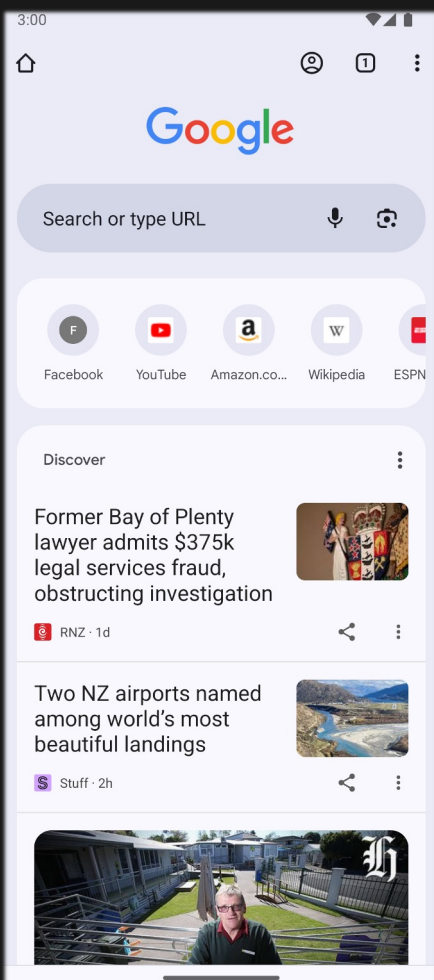 3:00
1
Google
Search or type URL
F
a
W
Facebook
YouTube
Amazon.co...
Wikipedia
ESPN
Discover
Former Bay of Plenty
lawyer admits $375k
legal services fraud,
obstructing investigation
RNZ · 1d
Two NZ airports named
among world’s most
beautiful landings
S
Stuff · 2h
H